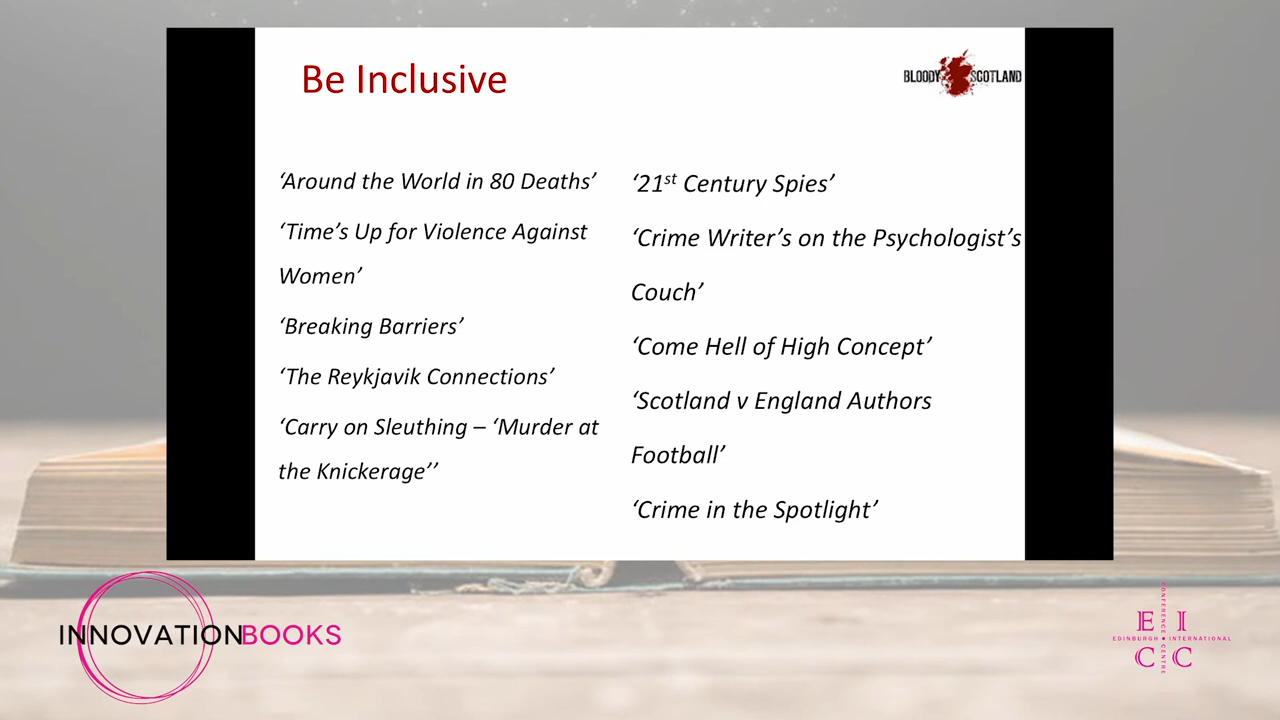 Be Inclusive
BLOODY SCOTLAND
‘Around the World in 80 Deaths’
‘Time’s Up for Violence Against
Women’
‘Breaking Barriers’
‘The Reykjavik Connections’
‘Carry on Sleuthing – ‘Murder at
the Knickerage’’
‘21st Century Spies’
‘Crime Writer’s on the Psychologist’s
Couch’
‘Come Hell of High Concept’
‘Scotland v England Authors
Football’
‘Crime in the Spotlight’
INNOVATIONBOOKS
E I
EDINBURGH • INTERNATIONAL
C C
CONFERENCE CENTRE